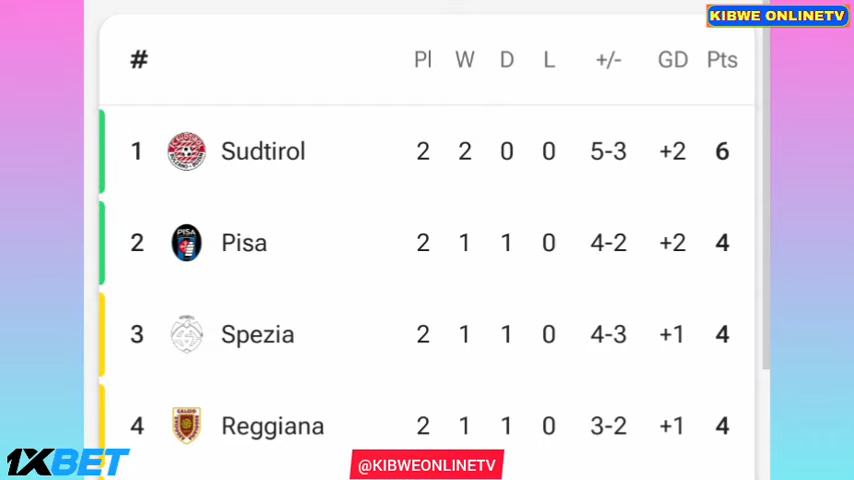 KIBWE ONLINETV
# Pl W D L +/- GD Pts
1 Sudtirol 2 2 0 0 5-3 +2 6
2 PISA Pisa 2 1 1 0 4-2 +2 4
3 Spezia 2 1 1 0 4-3 +1 4
4 Reggiana 2 1 1 0 3-2 +1 4
1XBET
@KIBWEONLINETV